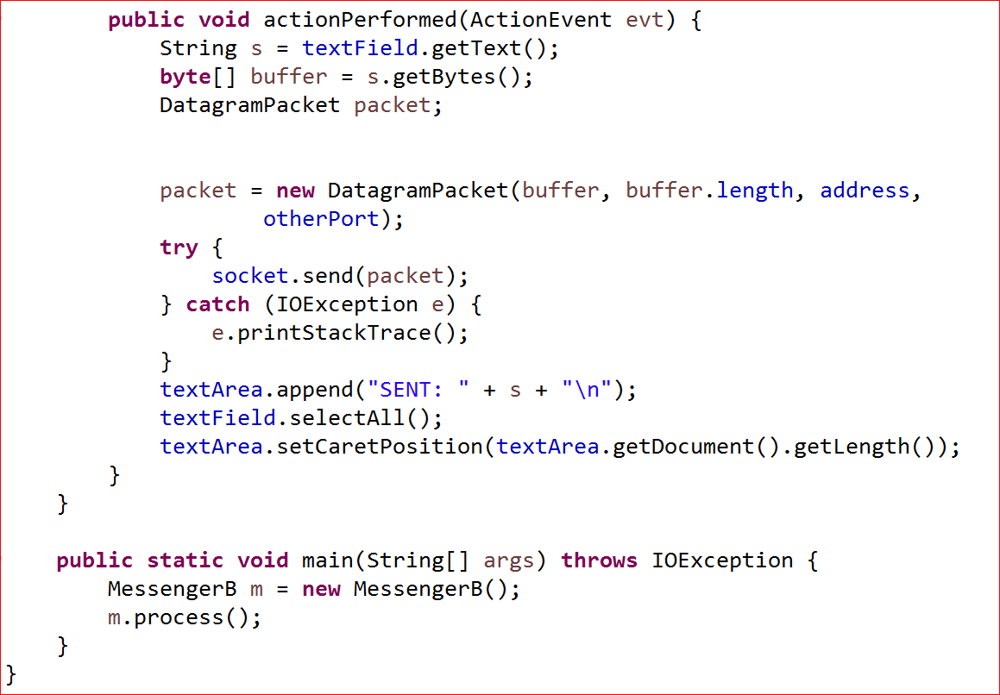 public void actionPerformed(ActionEvent evt) {
String s = textField.getText();
byte[] buffer = s.getBytes();
DatagramPacket packet;
packet = new DatagramPacket(buffer, buffer.length, address,
otherPort);
try {
socket.send(packet);
} catch (IOException e) {
e.printStackTrace();
}
textArea.append("SENT: " + s + "\n");
textField.selectAll();
textArea.setCaretPosition(textArea.getDocument().getLength());
}
}
public static void main(String[] args) throws IOException {
MessengerB m = new MessengerB();
m.process();
}
}